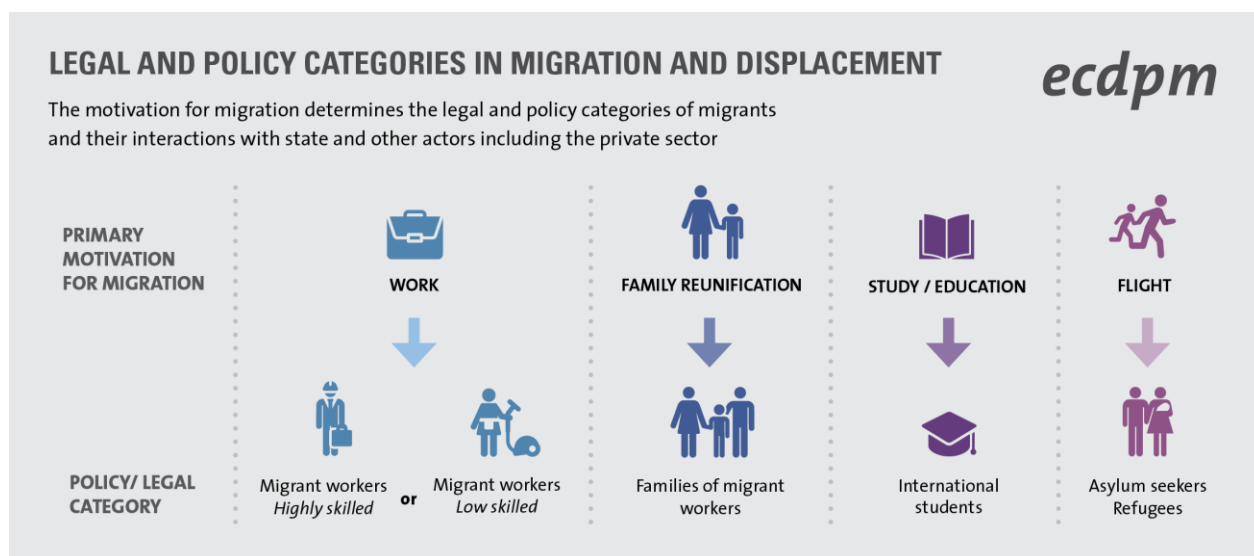 LEGAL AND POLICY CATEGORIES IN MIGRATION AND DISPLACEMENT
ecdpm
The motivation for migration determines the legal and policy categories of migrants
and their interactions with state and other actors including the private sector
PRIMARY
MOTIVATION
FOR MIGRATION
WORK
FAMILY REUNIFICATION
STUDY / EDUCATION
FLIGHT
POLICY/ LEGAL
CATEGORY
Migrant workers
Highly skilled
or
Migrant workers
Low skilled
Families of migrant
workers
International
students
Asylum seekers
Refugees